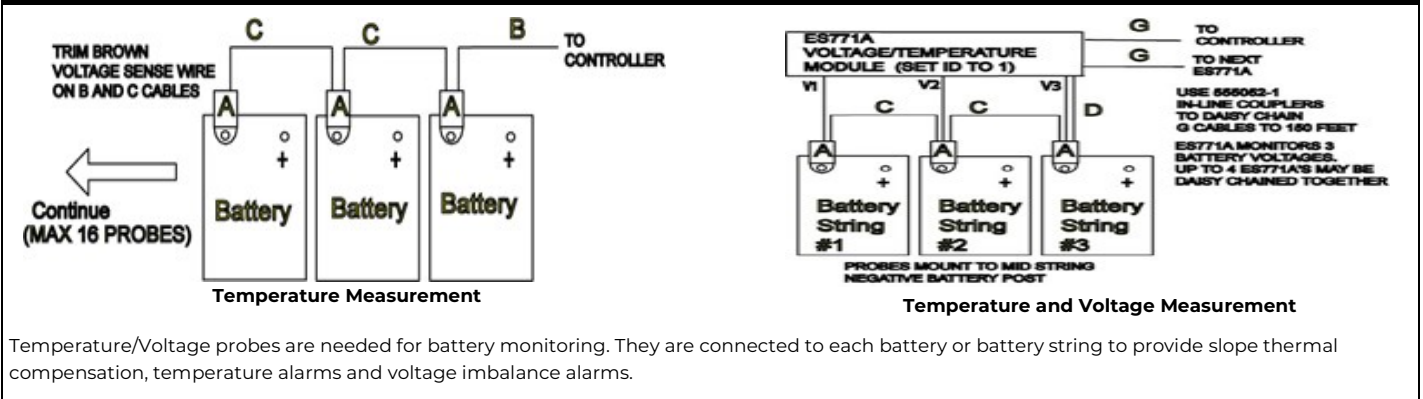 C
C
B
TRIM BROWN
VOLTAGE SENSE WIRE
ON B AND C CABLES
TO
CONTROLLER
A
A
A
+
+
+
Battery
Battery
Battery
Continue
(MAX 16 PROBES)
Temperature Measurement
ES771A
VOLTAGE/TEMPERATURE
MODULE (SET ID TO 1)
G
TO
CONTROLLER
G
TO NEXT
ES771A
V1
V2
V3
C
C
D
USE 555052-1
IN-LINE COUPLERS
TO DAISY CHAIN
G CABLES TO 150 FEET
ES771A MONITORS 3
BATTERY VOLTAGES.
UP TO 4 ES771A'S MAY BE
DAISY CHAINED TOGETHER
A
A
A
+
+
+
Battery
String
#1
Battery
String
#2
Battery
String
#3
PROBES MOUNT TO MID STRING
NEGATIVE BATTERY POST
Temperature and Voltage Measurement
Temperature/Voltage probes are needed for battery monitoring. They are connected to each battery or battery string to provide slope thermal
compensation, temperature alarms and voltage imbalance alarms.